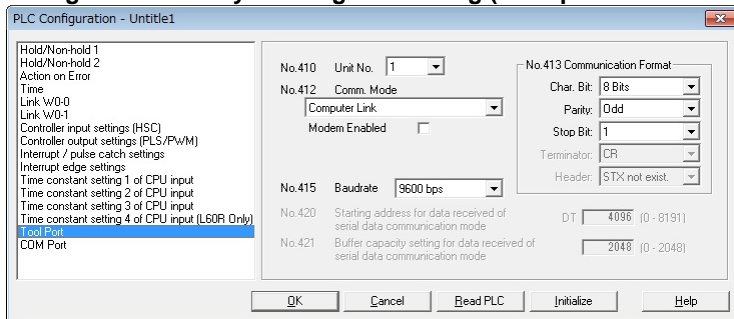 PLC Configuration - Untitle1
Hold/Non-hold 1
Hold/Non-hold 2
Action on Error
Time
Link W0-0
Link W0-1
Controller input settings (HSC)
Controller output settings (PLS/PWM)
Interrupt / pulse catch settings
Interrupt edge settings
Time constant setting 1 of CPU input
Time constant setting 2 of CPU input
Time constant setting 3 of CPU input
Time constant setting 4 of CPU input (L60R Only)
Tool Port
COM Port
No.410 Unit No. 1
No.412 Comm. Mode
Computer Link
Modem Enabled
No.413 Communication Format
Char. Bit: 8 Bits
Parity: Odd
Stop Bit: 1
Terminator: CR
Header: STX not exist.
No.415 Baudrate 9600 bps
No.420 Starting address for data received of
serial data communication mode
DT 4096 (0 - 8191)
No.421 Buffer capacity setting for data received of
serial data communication mode
2048 (0 - 2048)
OK Cancel Read PLC Initialize Help